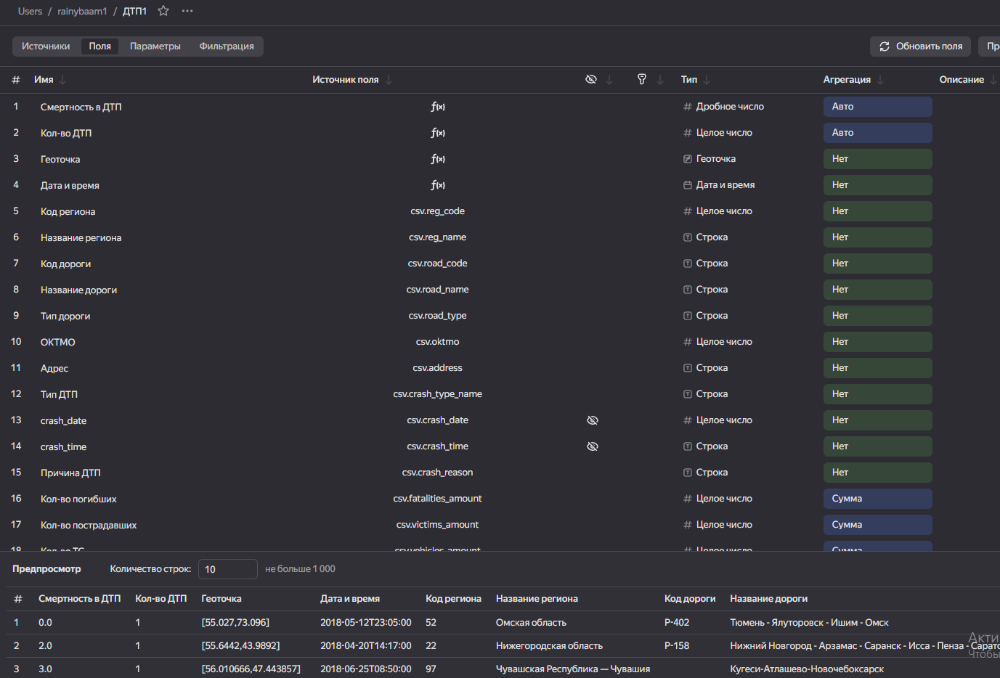 Users / rainybaam1 / ДТП1
Источники Поля Параметры Фильтрация Обновить поля Пр
# Имя Источник поля Тип Агрегация Описание
1 Смертность в ДТП f(x) # Дробное число Авто
2 Кол-во ДТП f(x) # Целое число Авто
3 Геоточка f(x) Геоточка Нет
4 Дата и время f(x) Дата и время Нет
5 Код региона csv.reg_code # Целое число Нет
6 Название региона csv.reg_name Строка Нет
7 Код дороги csv.road_code Строка Нет
8 Название дороги csv.road_name Строка Нет
9 Тип дороги csv.road_type Строка Нет
10 ОКТМО csv.oktmo # Целое число Нет
11 Адрес csv.address Строка Нет
12 Тип ДТП csv.crash_type_name Строка Нет
13 crash_date csv.crash_date # Целое число Нет
14 crash_time csv.crash_time Строка Нет
15 Причина ДТП csv.crash_reason Строка Нет
16 Кол-во погибших csv.fatalities_amount # Целое число Сумма
17 Кол-во пострадавших csv.victims_amount # Целое число Сумма
18 Кол-во ТС csv.vehicles_amount # Целое число Сумма
Предпросмотр Количество строк: 10 не больше 1 000
# Смертность в ДТП Кол-во ДТП Геоточка Дата и время Код региона Название региона Код дороги Название дороги
1 0.0 1 [55.027,73.096] 2018-05-12T23:05:00 52 Омская область Р-402 Тюмень - Ялуторовск - Ишим - Омск
2 2.0 1 [55.6442,43.9892] 2018-04-20T14:17:00 22 Нижегородская область Р-158 Нижний Новгород - Арзамас - Саранск - Исса - Пенза - Сарато
3 3.0 1 [56.010666,47.443857] 2018-06-25T08:50:00 97 Чувашская Республика — Чувашия Кугеси-Атлашево-Новочебоксарск
Акти
Чтобы